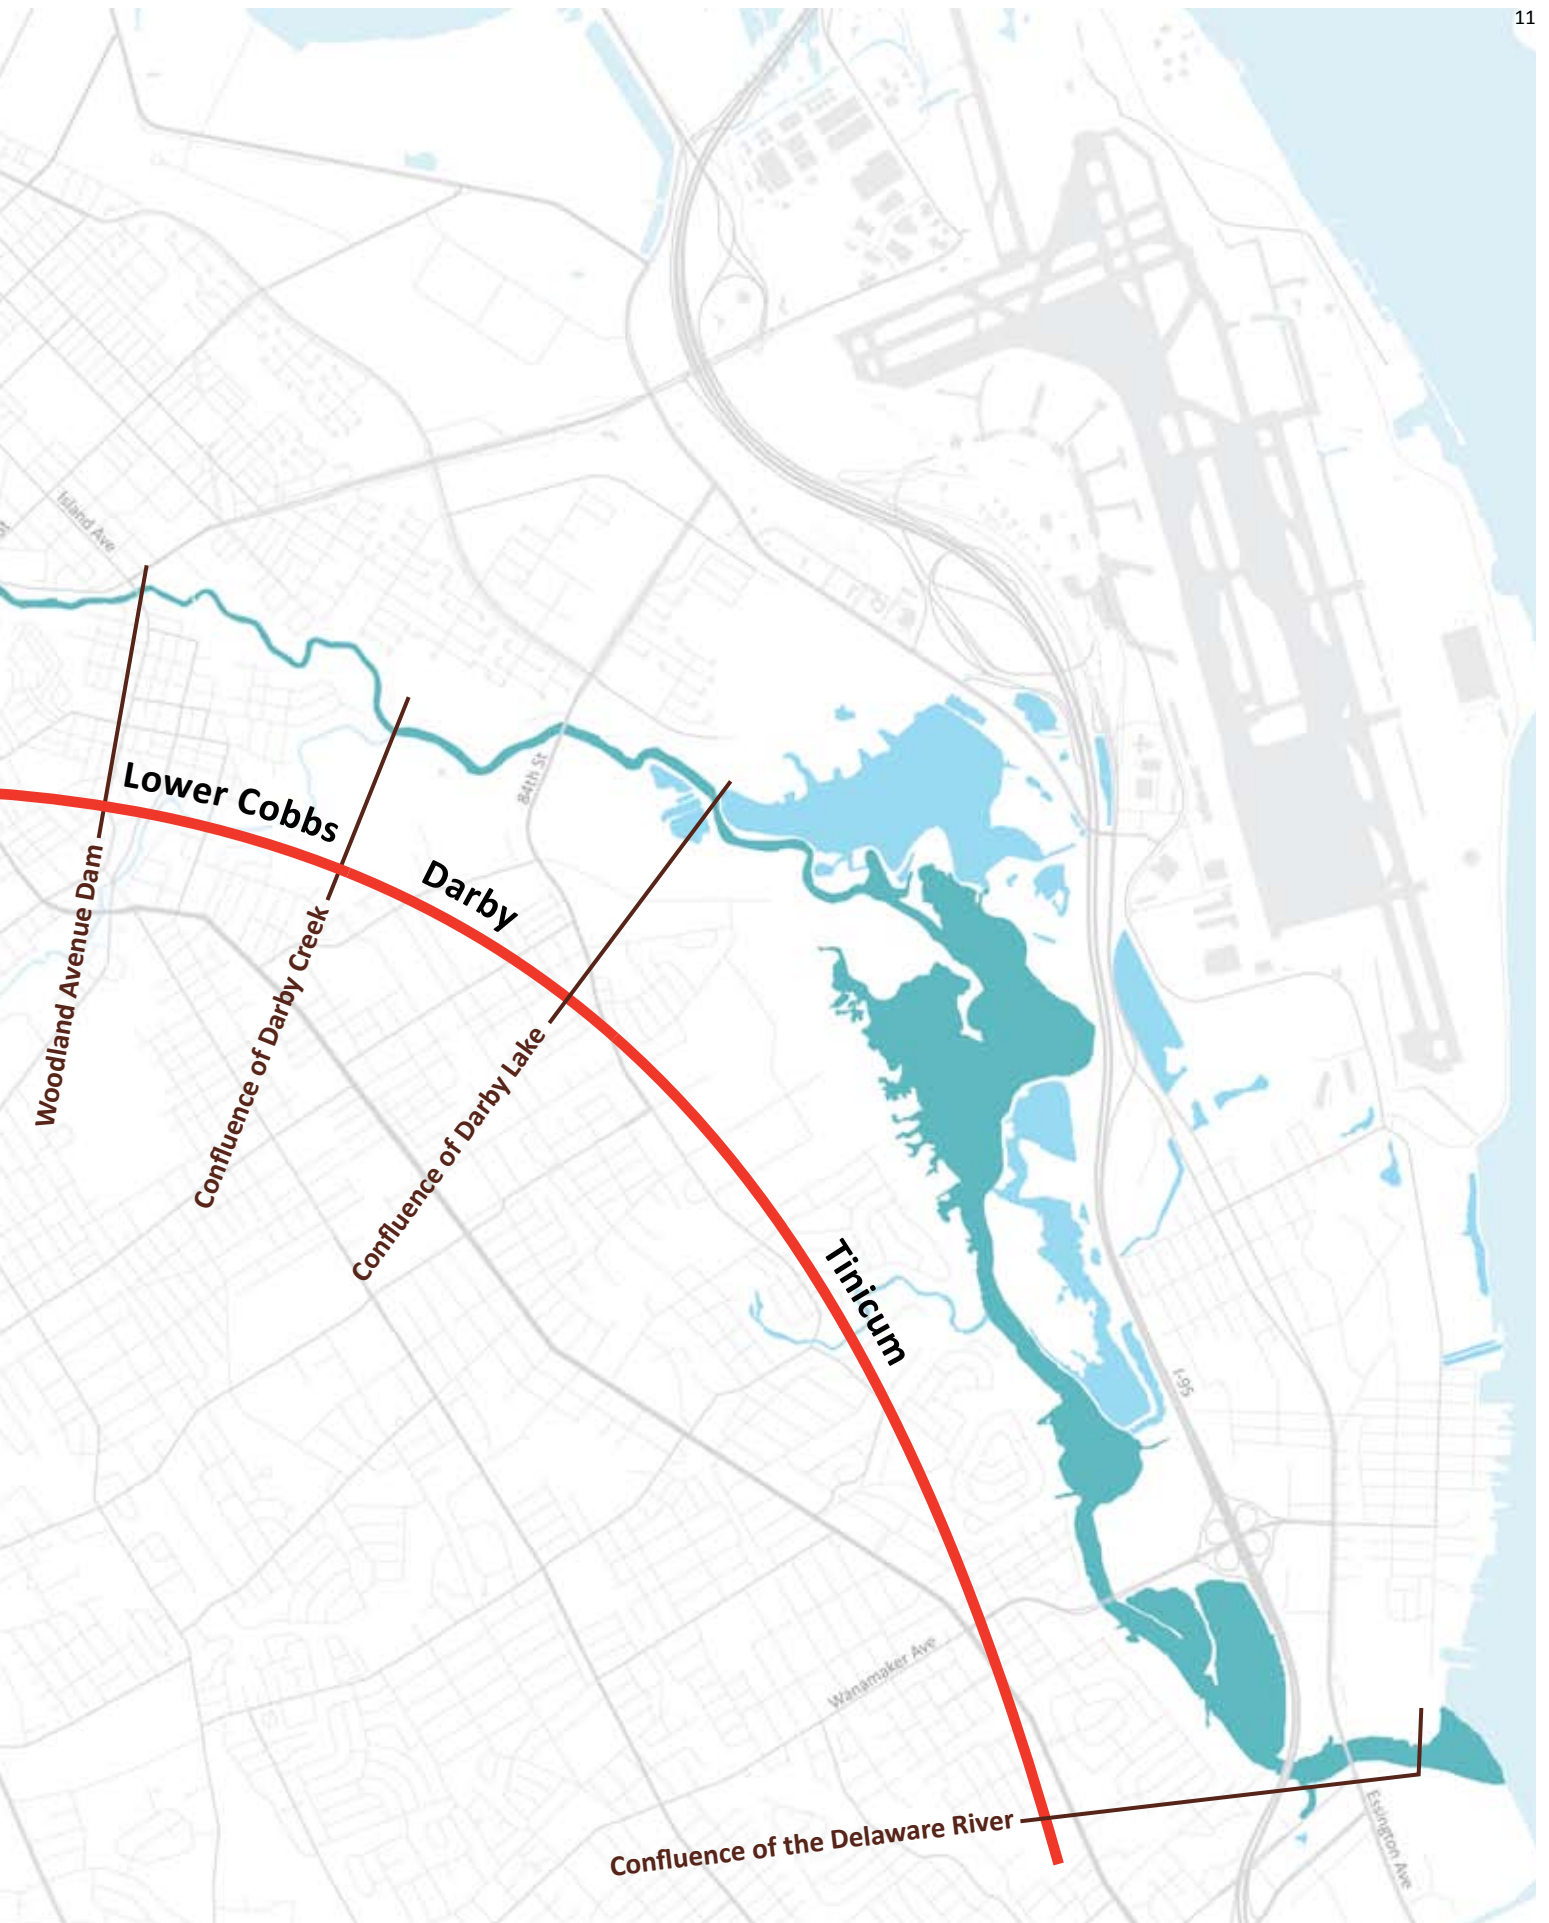 11
Island Ave
84th St
Lower Cobbs
Darby
Woodland Avenue Dam
Confluence of Darby Creek
Confluence of Darby Lake
Tinicum
I-95
Wanamaker Ave
Confluence of the Delaware River
Essington Ave